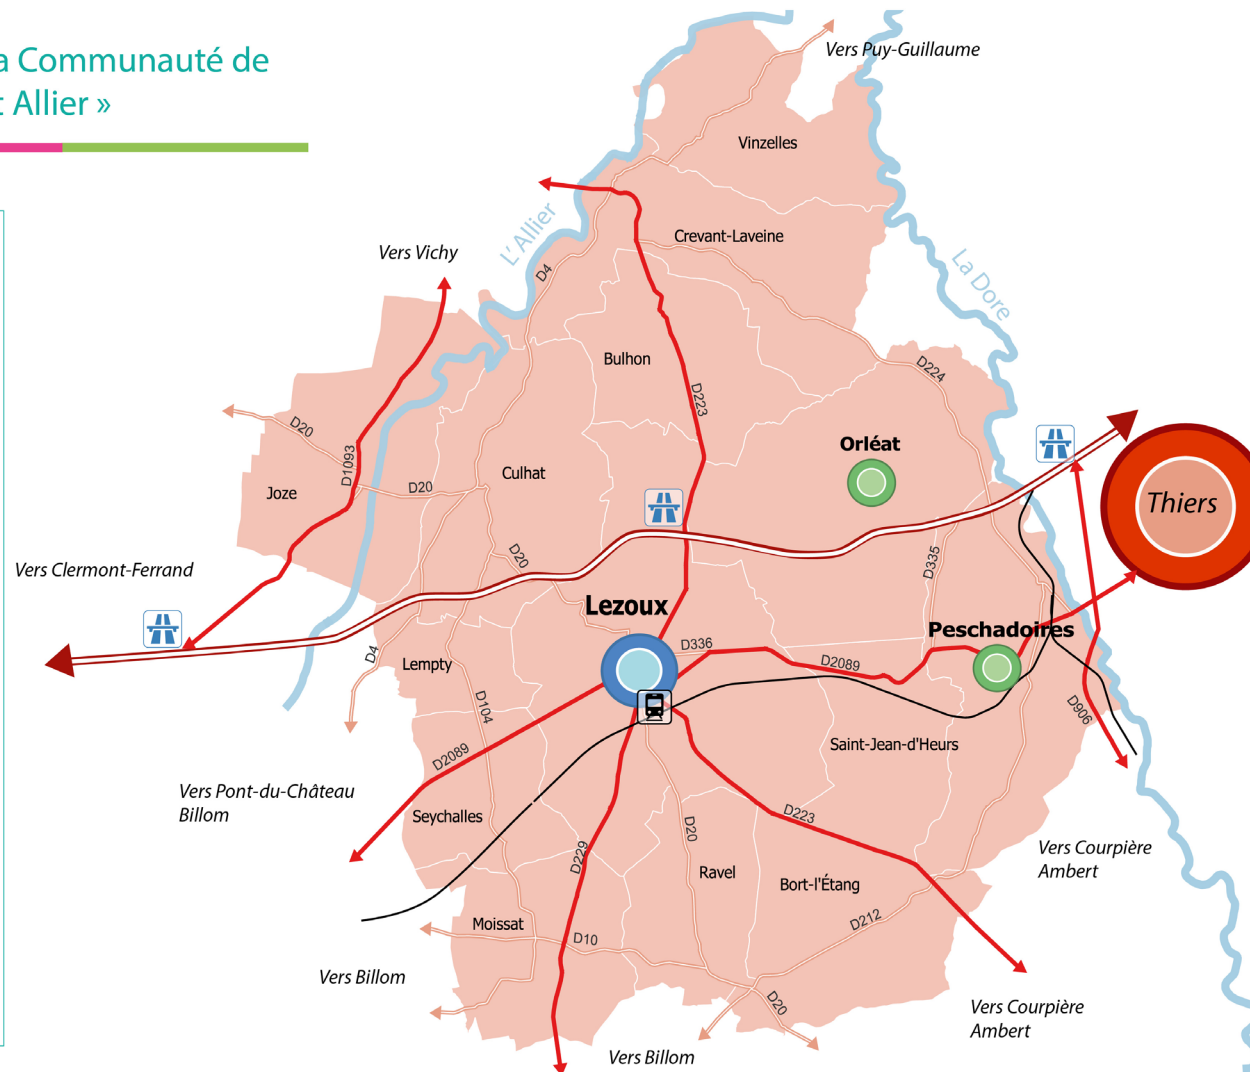 a Communauté de
t Allier »
Vers Puy-Guillaume
Vinzelles
L'Allier
Crevant-Laveine
Vers Vichy
D4
La Dore
Bulhon
D224
D223
D20
Orléat
D1093
Culhat
Joze
D20
Thiers
D20
D335
Vers Clermont-Ferrand
Lezoux
Peschadoires
D336
D4
Lempty
D2089
D104
D906
D2089
Saint-Jean-d'Heurs
Vers Pont-du-Château
Billom
Seychalles
D223
D20
D229
Vers Courpière
Ambert
Ravel
Bort-l'Étang
D212
Moissat
D10
Vers Billom
D20
Vers Courpière
Ambert
Vers Billom